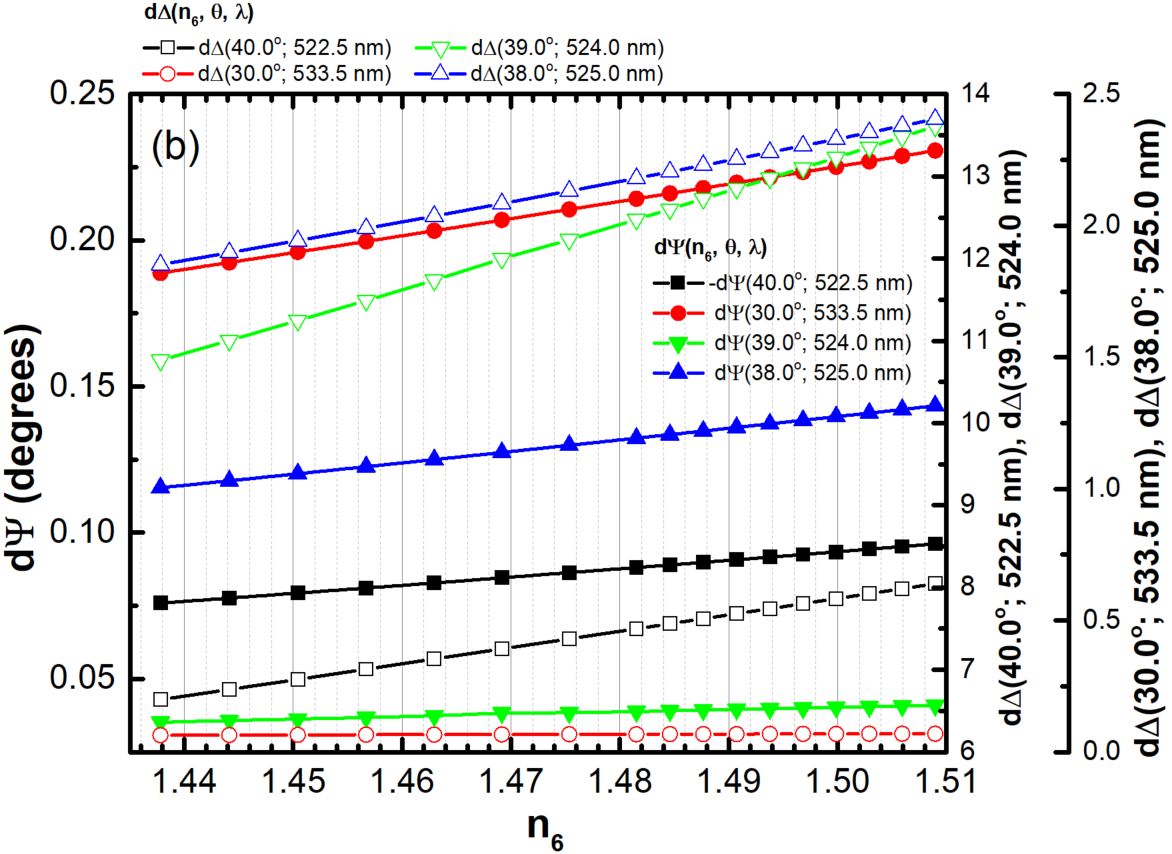 dΔ(n₆, θ, λ)
dΔ(40.0°; 522.5 nm)
dΔ(39.0°; 524.0 nm)
dΔ(30.0°; 533.5 nm)
dΔ(38.0°; 525.0 nm)
(b)
dΨ(n₆, θ, λ)
-dΨ(40.0°; 522.5 nm)
dΨ(30.0°; 533.5 nm)
dΨ(39.0°; 524.0 nm)
dΨ(38.0°; 525.0 nm)
dΨ (degrees)
0.25
0.20
0.15
0.10
0.05
1.44 1.45 1.46 1.47 1.48 1.49 1.50 1.51
n₆
14
13
12
11
10
9
8
7
6
dΔ(40.0°; 522.5 nm), dΔ(39.0°; 524.0 nm)
2.5
2.0
1.5
1.0
0.5
0.0
dΔ(30.0°; 533.5 nm), dΔ(38.0°; 525.0 nm)